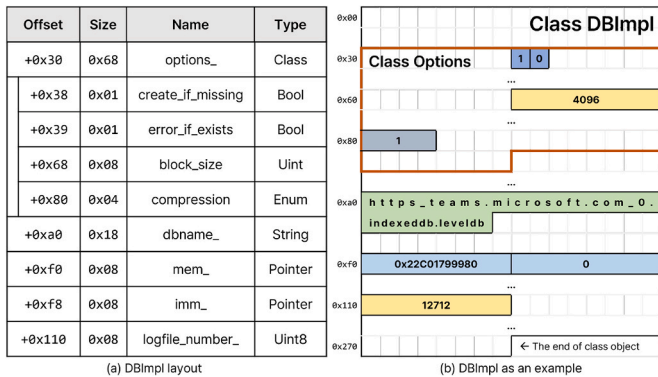 Offset Size Name Type
+0x30 0x68 options_ Class
+0x38 0x01 create_if_missing Bool
+0x39 0x01 error_if_exists Bool
+0x68 0x08 block_size Uint
+0x80 0x04 compression Enum
+0xa0 0x18 dbname_ String
+0xf0 0x08 mem_ Pointer
+0xf8 0x08 imm_ Pointer
+0x110 0x08 logfile_number_ Uint8
(a) DBImpl layout
0x00 Class DBImpl
0x30 Class Options 1 0
...
0x60 4096
...
0x80 1
...
0xa0 https_teams.microsoft.com_0.
indexeddb.leveldb
0xf0 0x22C01799980 0
...
0x110 12712
...
0x270 ← The end of class object
(b) DBImpl as an example